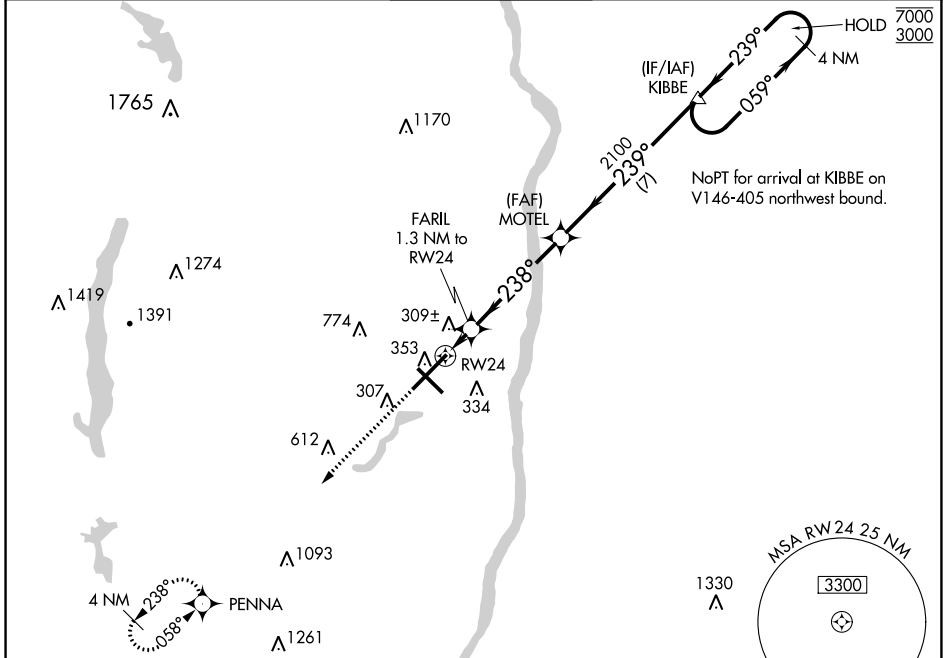 HOLD
7000
3000
239°
4 NM
059°
(IF/IAF)
KIBBE
1765
1170
2100
239°
(7)
NoPT for arrival at KIBBE on
V146-405 northwest bound.
(FAF)
MOTEL
FARIL
1.3 NM to
RW24
238°
1274
1419
1391
774
309±
353
RW24
307
334
612
MSA RW24 25 NM
3300
1330
1093
4 NM
238°
058°
PENNA
1261